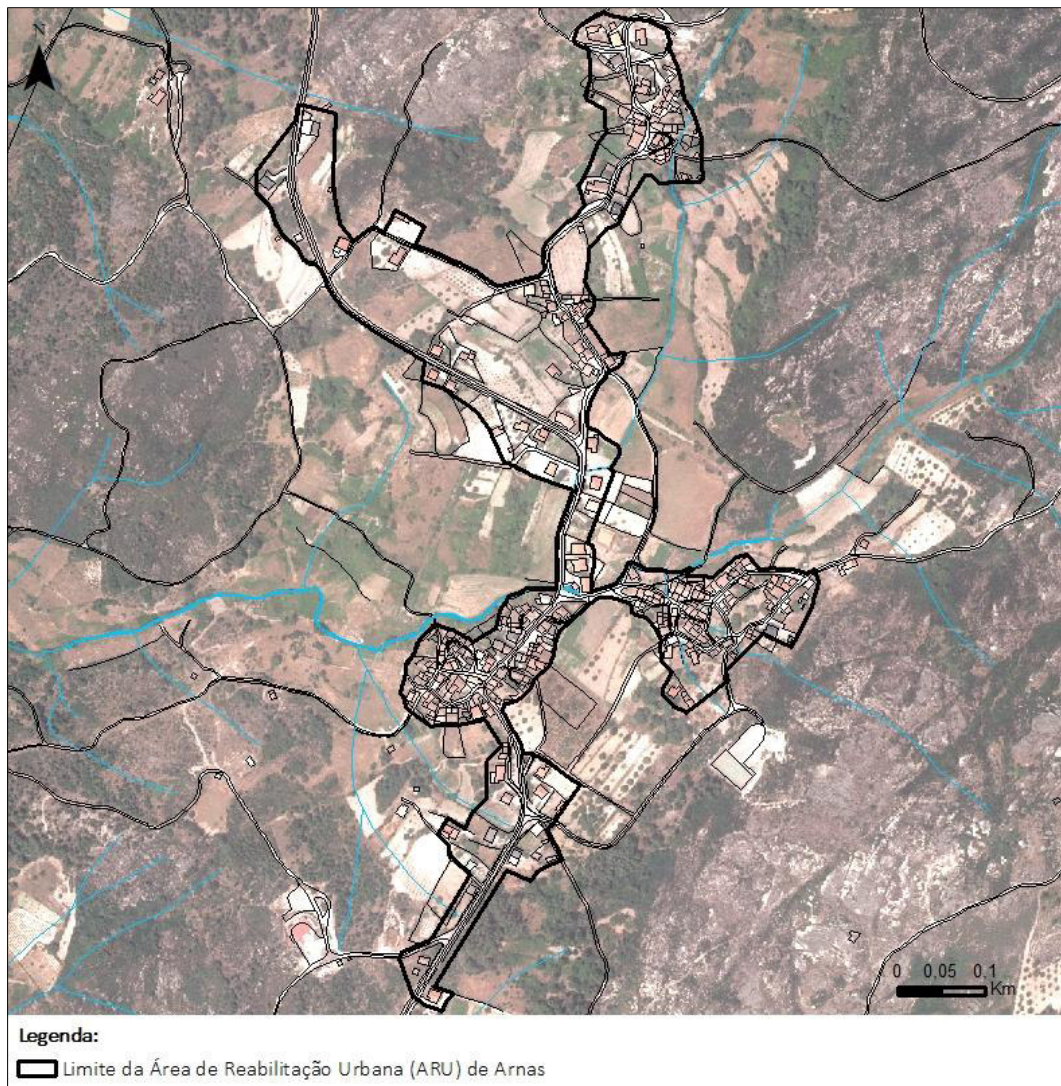 N
0 0,05 0,1
Km
Legenda:
Limite da Área de Reabilitação Urbana (ARU) de Arnas